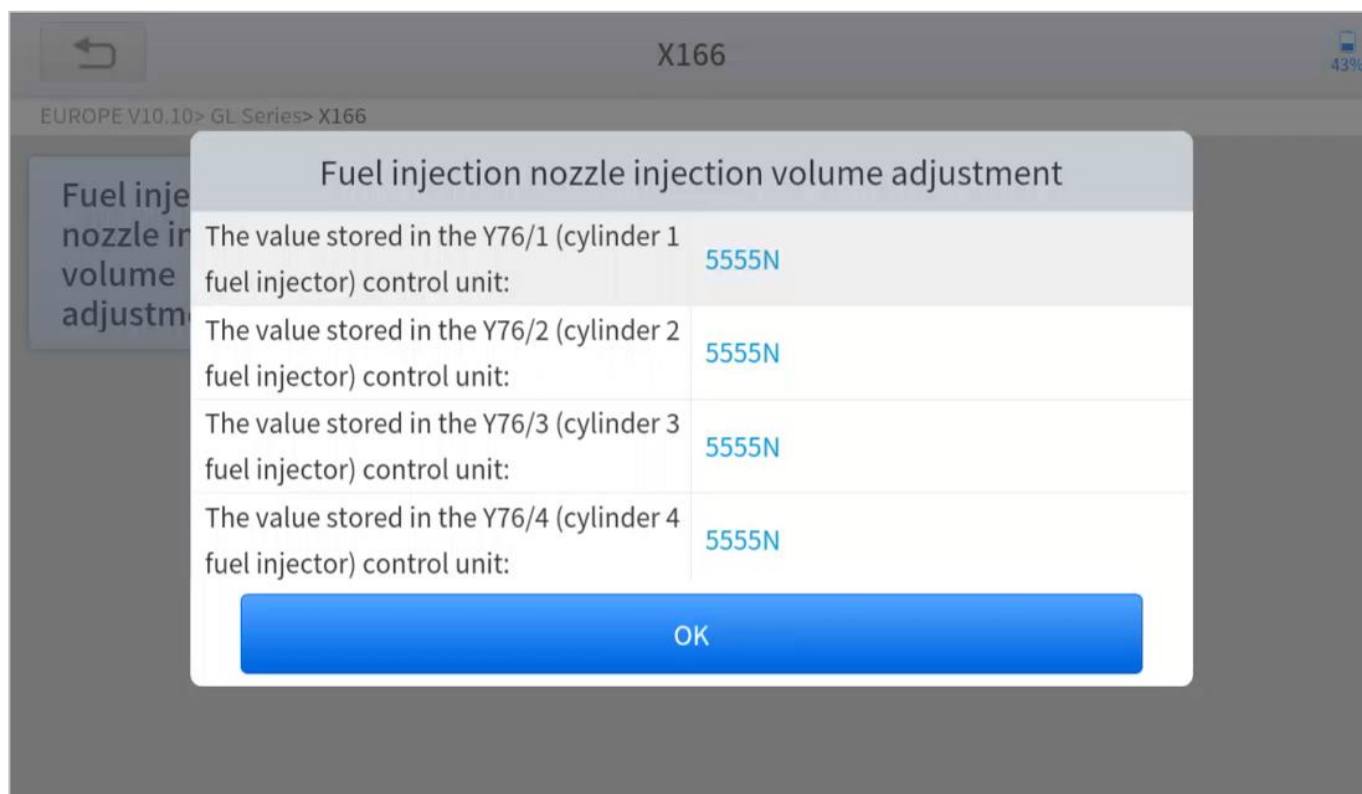 X166
43%
EUROPE V10.10> GL Series> X166
Fuel inje
nozzle in
volume
adjustm
Fuel injection nozzle injection volume adjustment
The value stored in the Y76/1 (cylinder 1
fuel injector) control unit:
5555N
The value stored in the Y76/2 (cylinder 2
fuel injector) control unit:
5555N
The value stored in the Y76/3 (cylinder 3
fuel injector) control unit:
5555N
The value stored in the Y76/4 (cylinder 4
fuel injector) control unit:
5555N
OK